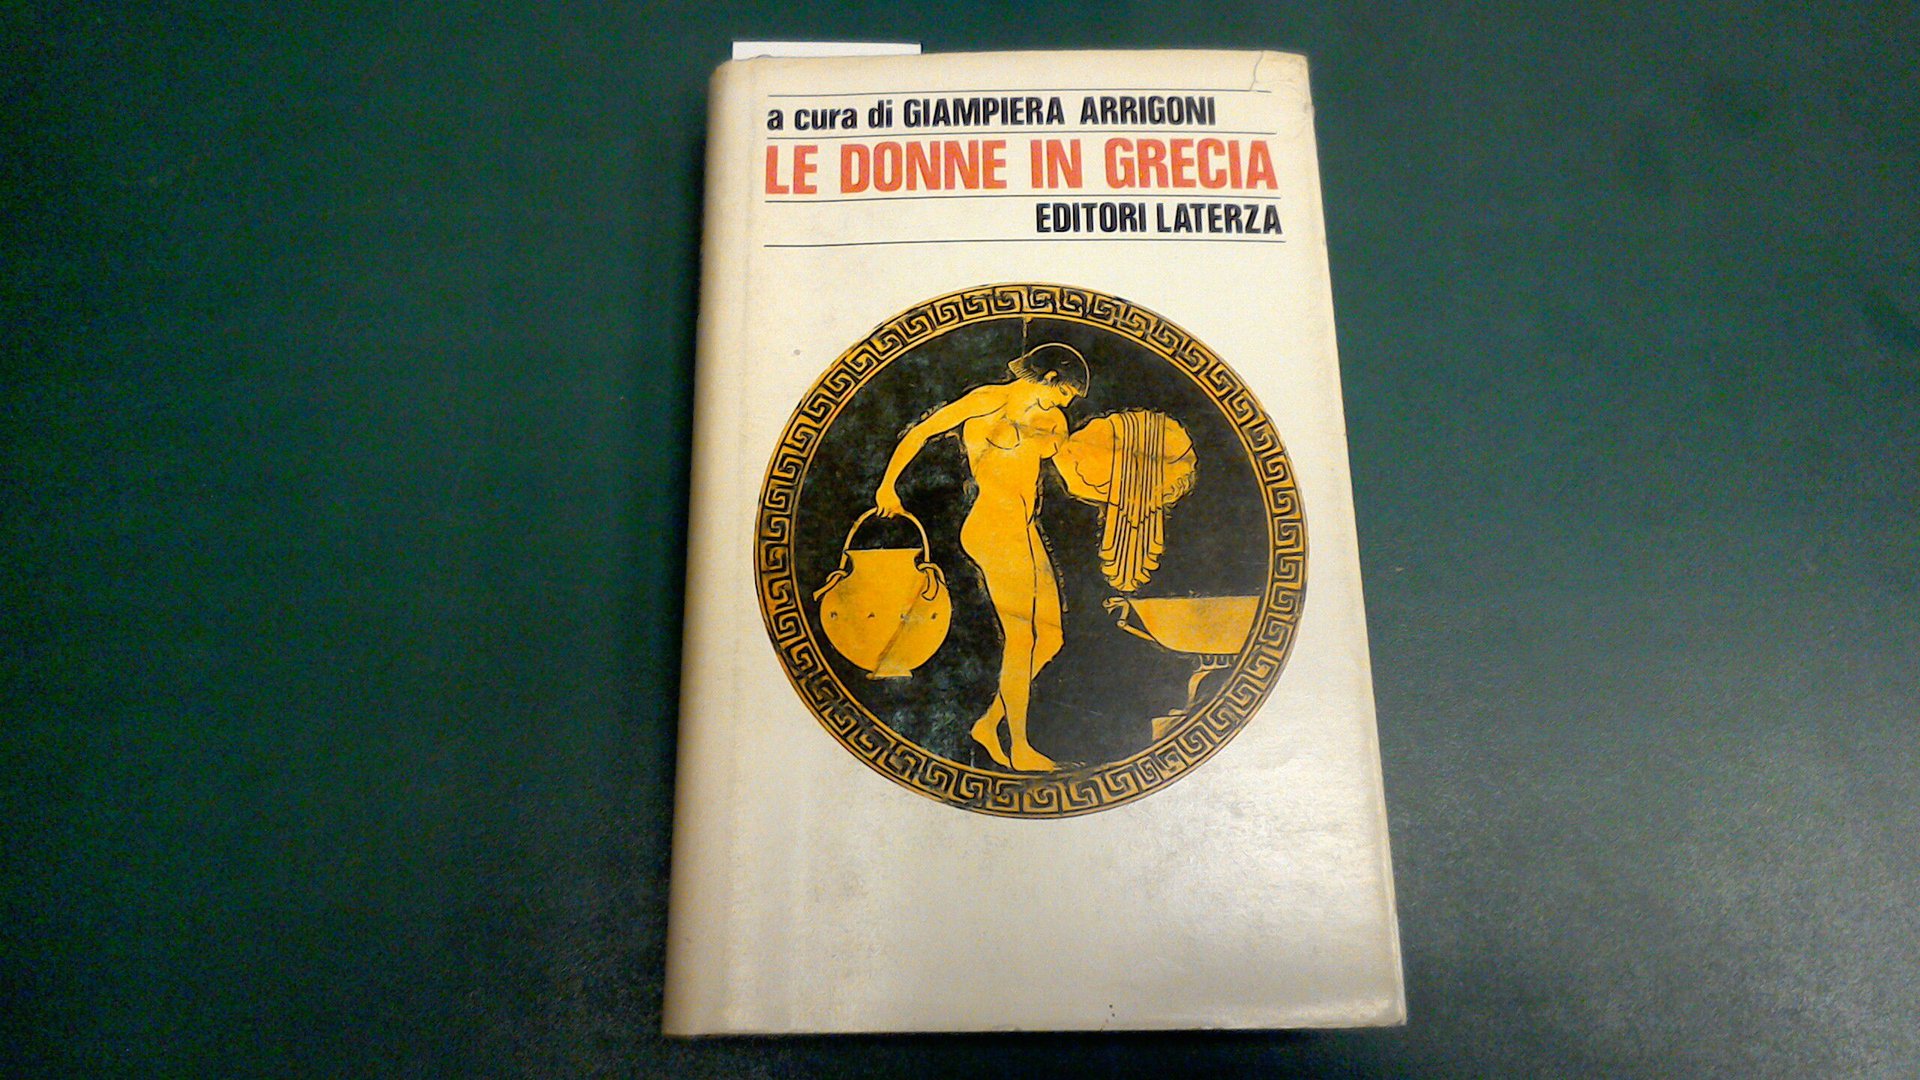 a cura di GIAMPIERA ARRIGONI
LE DONNE IN GRECIA
EDITORI LATERZA